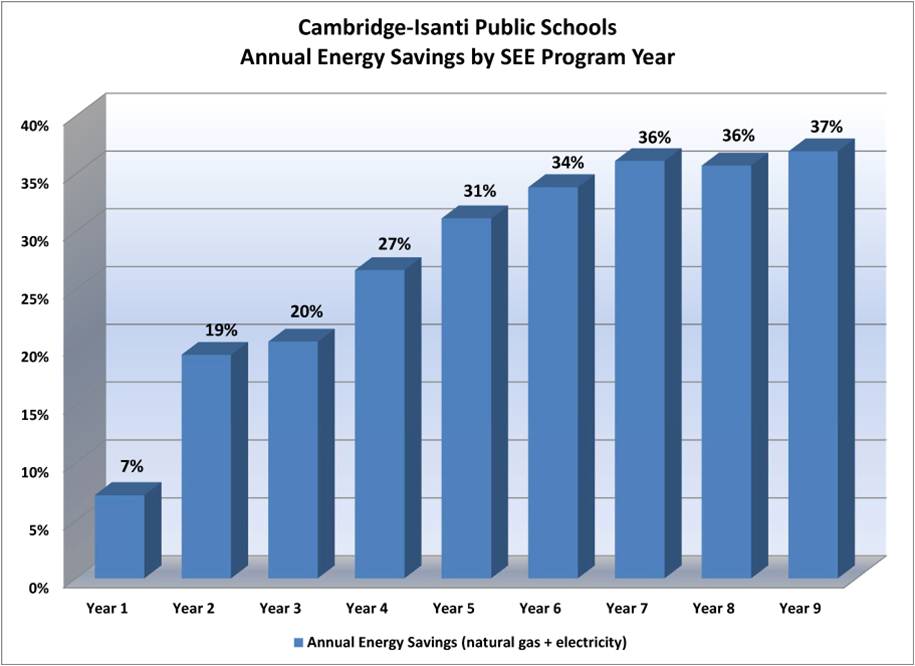 Cambridge-Isanti Public Schools
Annual Energy Savings by SEE Program Year
40%
35%
30%
25%
20%
15%
10%
5%
0%
7%
19%
20%
27%
31%
34%
36%
36%
37%
Year 1
Year 2
Year 3
Year 4
Year 5
Year 6
Year 7
Year 8
Year 9
Annual Energy Savings (natural gas + electricity)